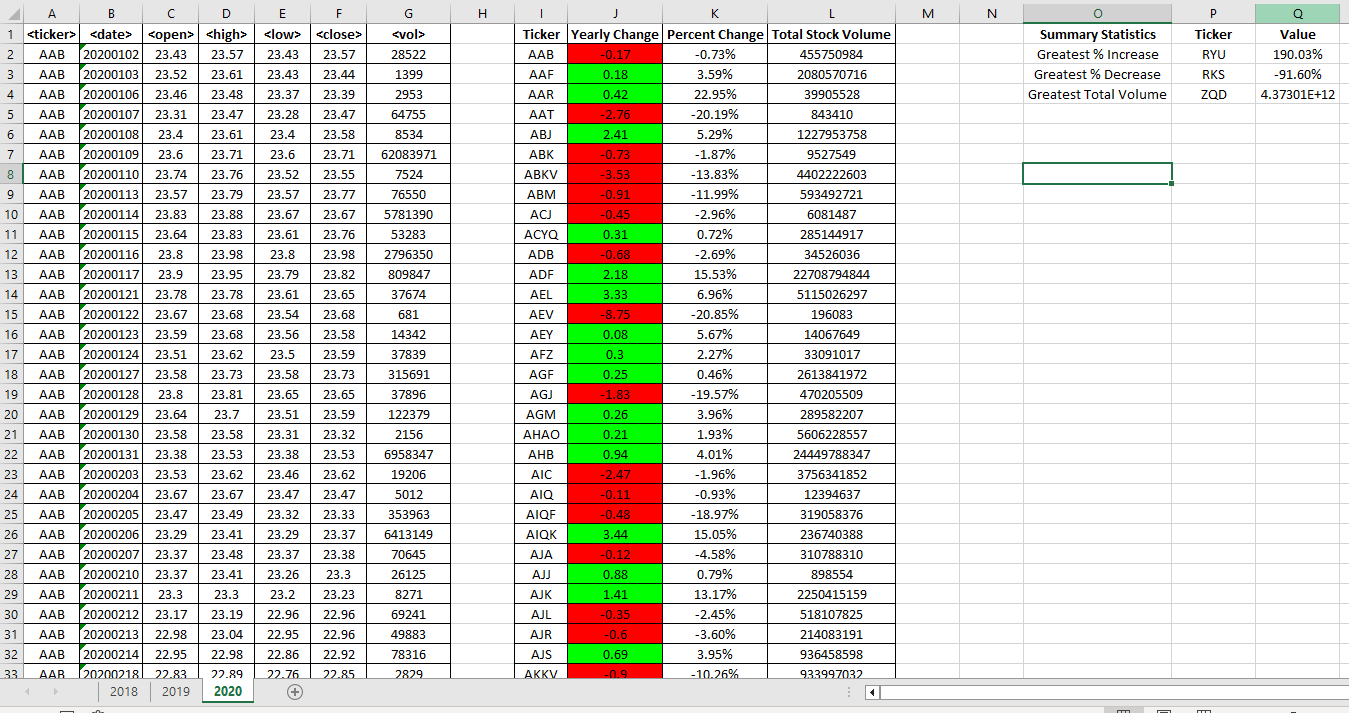 A B C D E F G H I J K L M N O P Q
1 <ticker> <date> <open> <high> <low> <close> <vol> Ticker Yearly Change Percent Change Total Stock Volume Summary Statistics Ticker Value
2 AAB 20200102 23.43 23.57 23.43 23.57 28522 AAB -0.17 -0.73% 455750984 Greatest % Increase RYU 190.03%
3 AAB 20200103 23.52 23.61 23.43 23.44 1399 AAF 0.18 3.59% 2080570716 Greatest % Decrease RKS -91.60%
4 AAB 20200106 23.46 23.48 23.37 23.39 2953 AAR 0.42 22.95% 39905528 Greatest Total Volume ZQD 4.37301E+12
5 AAB 20200107 23.31 23.47 23.28 23.47 64755 AAT -2.76 -20.19% 843410
6 AAB 20200108 23.4 23.61 23.4 23.58 8534 ABJ 2.41 5.29% 1227953758
7 AAB 20200109 23.6 23.71 23.6 23.71 62083971 ABK -0.73 -1.87% 9527549
8 AAB 20200110 23.74 23.76 23.52 23.55 7524 ABKV -3.53 -13.83% 4402222603
9 AAB 20200113 23.57 23.79 23.57 23.77 76550 ABM -0.91 -11.99% 593492721
10 AAB 20200114 23.83 23.88 23.67 23.67 5781390 ACJ -0.45 -2.96% 6081487
11 AAB 20200115 23.64 23.83 23.61 23.76 53283 ACYQ 0.31 0.72% 285144917
12 AAB 20200116 23.8 23.98 23.8 23.98 2796350 ADB -0.68 -2.69% 34526036
13 AAB 20200117 23.9 23.95 23.79 23.82 809847 ADF 2.18 15.53% 22708794844
14 AAB 20200121 23.78 23.78 23.61 23.65 37674 AEL 3.33 6.96% 5115026297
15 AAB 20200122 23.67 23.68 23.54 23.68 681 AEV -8.75 -20.85% 196083
16 AAB 20200123 23.59 23.68 23.56 23.58 14342 AEY 0.08 5.67% 14067649
17 AAB 20200124 23.51 23.62 23.5 23.59 37839 AFZ 0.3 2.27% 33091017
18 AAB 20200127 23.58 23.73 23.58 23.73 315691 AGF 0.25 0.46% 2613841972
19 AAB 20200128 23.8 23.81 23.65 23.65 37896 AGJ -1.83 -19.57% 470205509
20 AAB 20200129 23.64 23.7 23.51 23.59 122379 AGM 0.26 3.96% 289582207
21 AAB 20200130 23.58 23.58 23.31 23.32 2156 AHAO 0.21 1.93% 5606228557
22 AAB 20200131 23.38 23.53 23.38 23.53 6958347 AHB 0.94 4.01% 24449788347
23 AAB 20200203 23.53 23.62 23.46 23.62 19206 AIC -2.47 -1.96% 3756341852
24 AAB 20200204 23.67 23.67 23.47 23.47 5012 AIQ -0.11 -0.93% 12394637
25 AAB 20200205 23.47 23.49 23.32 23.33 353963 AIQF -0.48 -18.97% 319058376
26 AAB 20200206 23.29 23.41 23.29 23.37 6413149 AIQK 3.44 15.05% 236740388
27 AAB 20200207 23.37 23.48 23.37 23.38 70645 AJA -0.12 -4.58% 310788310
28 AAB 20200210 23.37 23.41 23.26 23.3 26125 AJJ 0.88 0.79% 898554
29 AAB 20200211 23.3 23.3 23.2 23.23 8271 AJK 1.41 13.17% 2250415159
30 AAB 20200212 23.17 23.19 22.96 22.96 69241 AJL -0.35 -2.45% 518107825
31 AAB 20200213 22.98 23.04 22.95 22.96 49883 AJR -0.6 -3.60% 214083191
32 AAB 20200214 22.95 22.98 22.86 22.92 78316 AJS 0.69 3.95% 936458598
33 AAB 20200218 22.83 22.89 22.76 22.85 2829 AKKV -0.9 -10.26% 933997032
2018 2019 2020